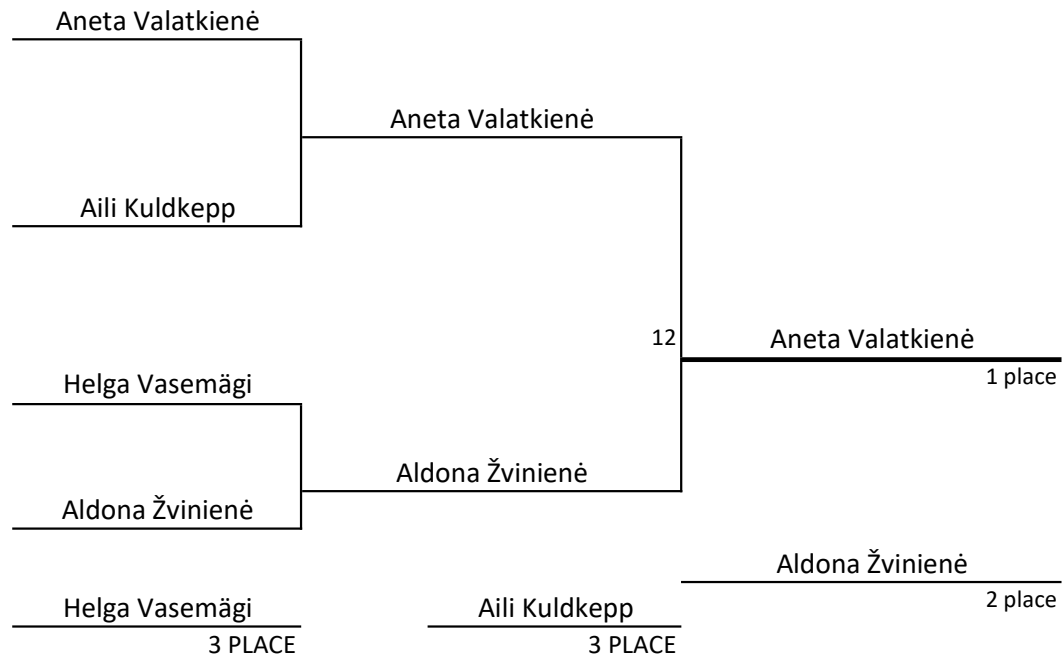 Aneta Valatkienė
Aneta Valatkienė
Aili Kuldkepp
12
Aneta Valatkienė
1 place
Helga Vasemägi
Aldona Žvinienė
Aldona Žvinienė
Aldona Žvinienė
2 place
Helga Vasemägi
3 PLACE
Aili Kuldkepp
3 PLACE